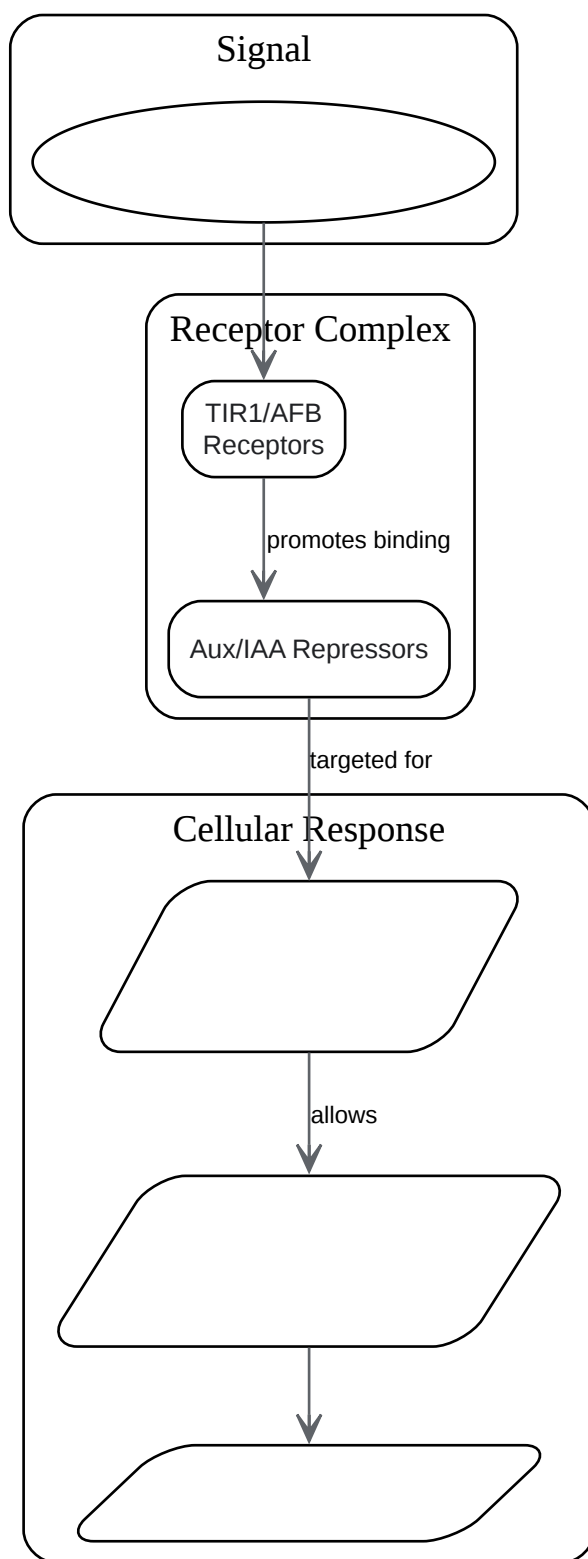 Signal
Receptor Complex
TIR1/AFB
Receptors
promotes binding
Aux/IAA Repressors
targeted for
Cellular Response
allows